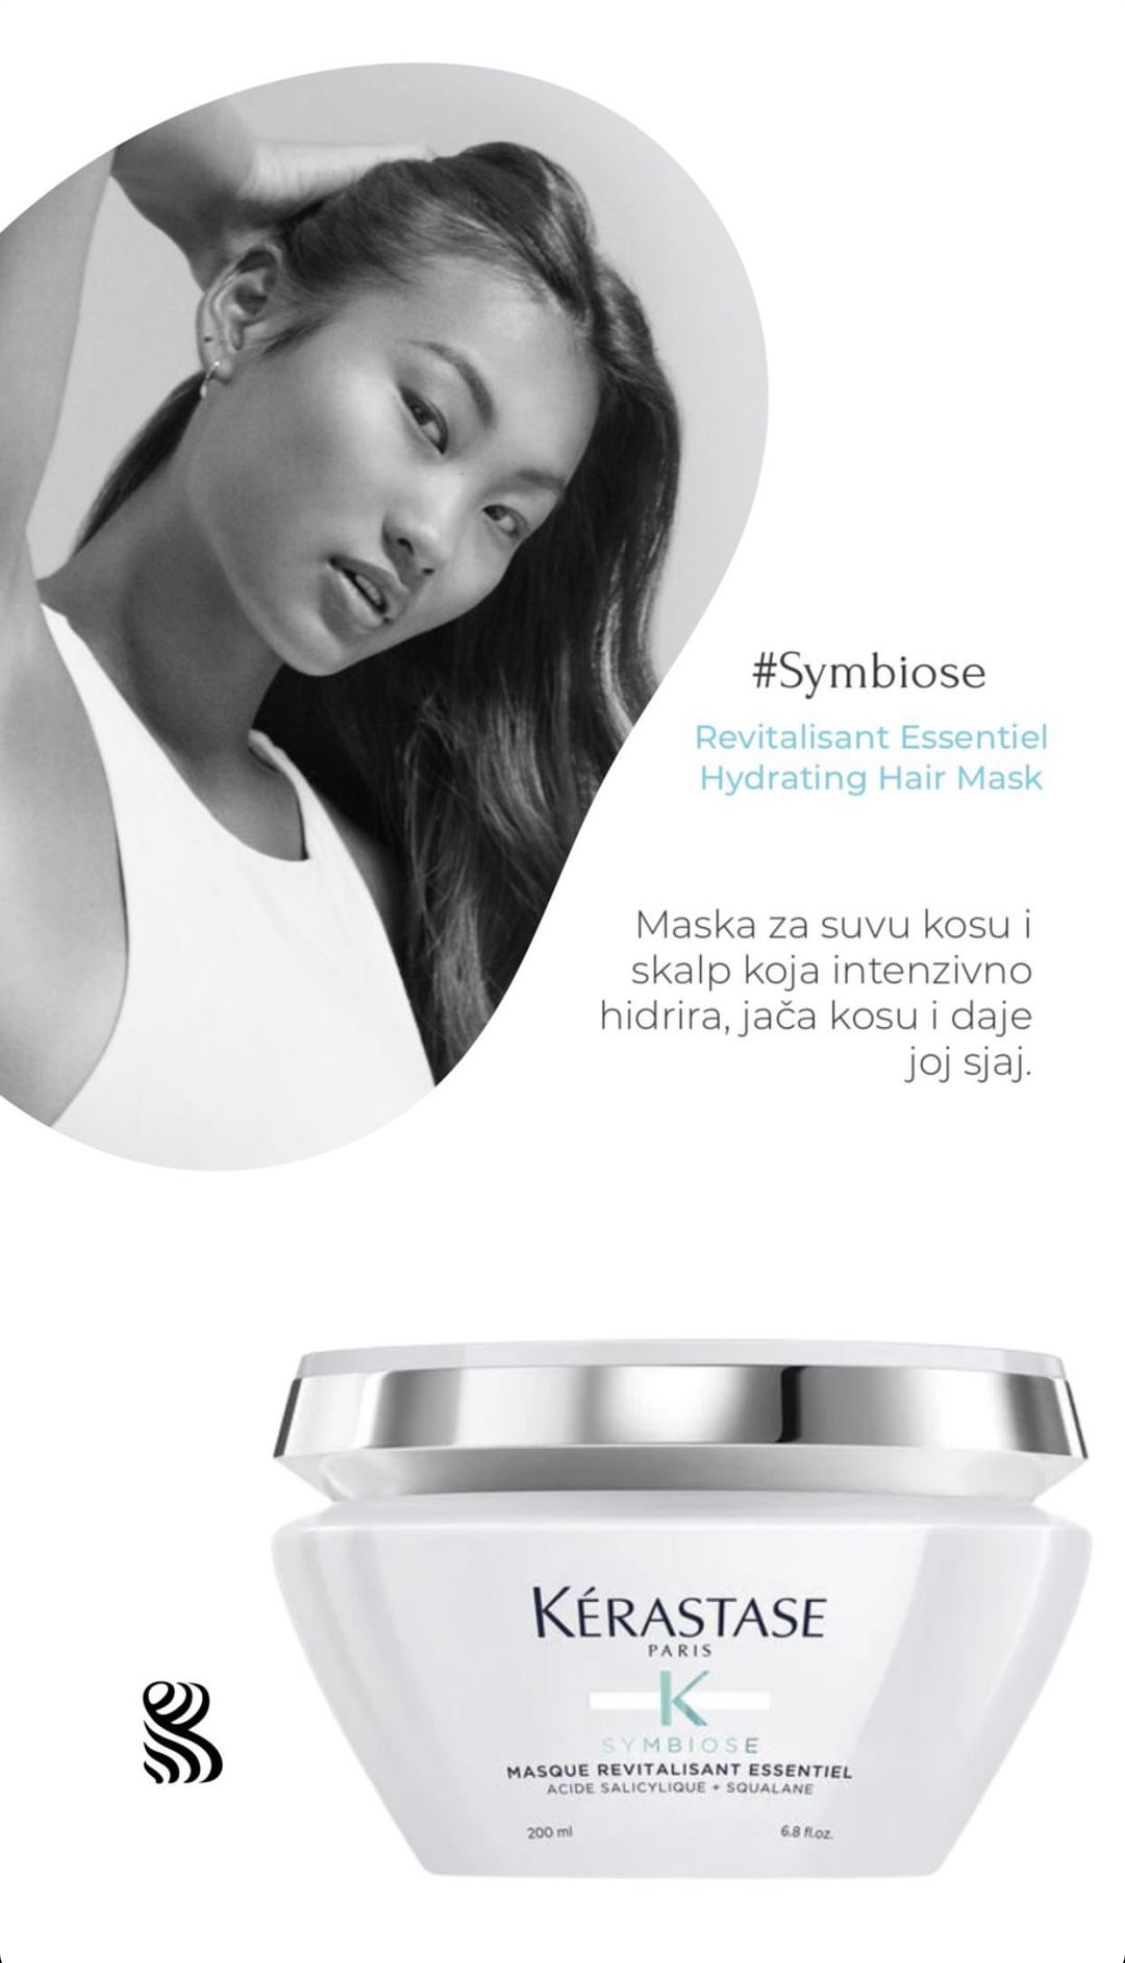 #Symbiose
Revitalisant Essentiel
Hydrating Hair Mask
Maska za suvu kosu i
skalp koja intenzivno
hidrira, jača kosu i daje
joj sjaj.
KÉRASTASE
PARIS
K
SYMBIOSE
MASQUE REVITALISANT ESSENTIEL
ACIDE SALICYLIQUE + SQUALANE
200 ml 6.8 fl.oz.